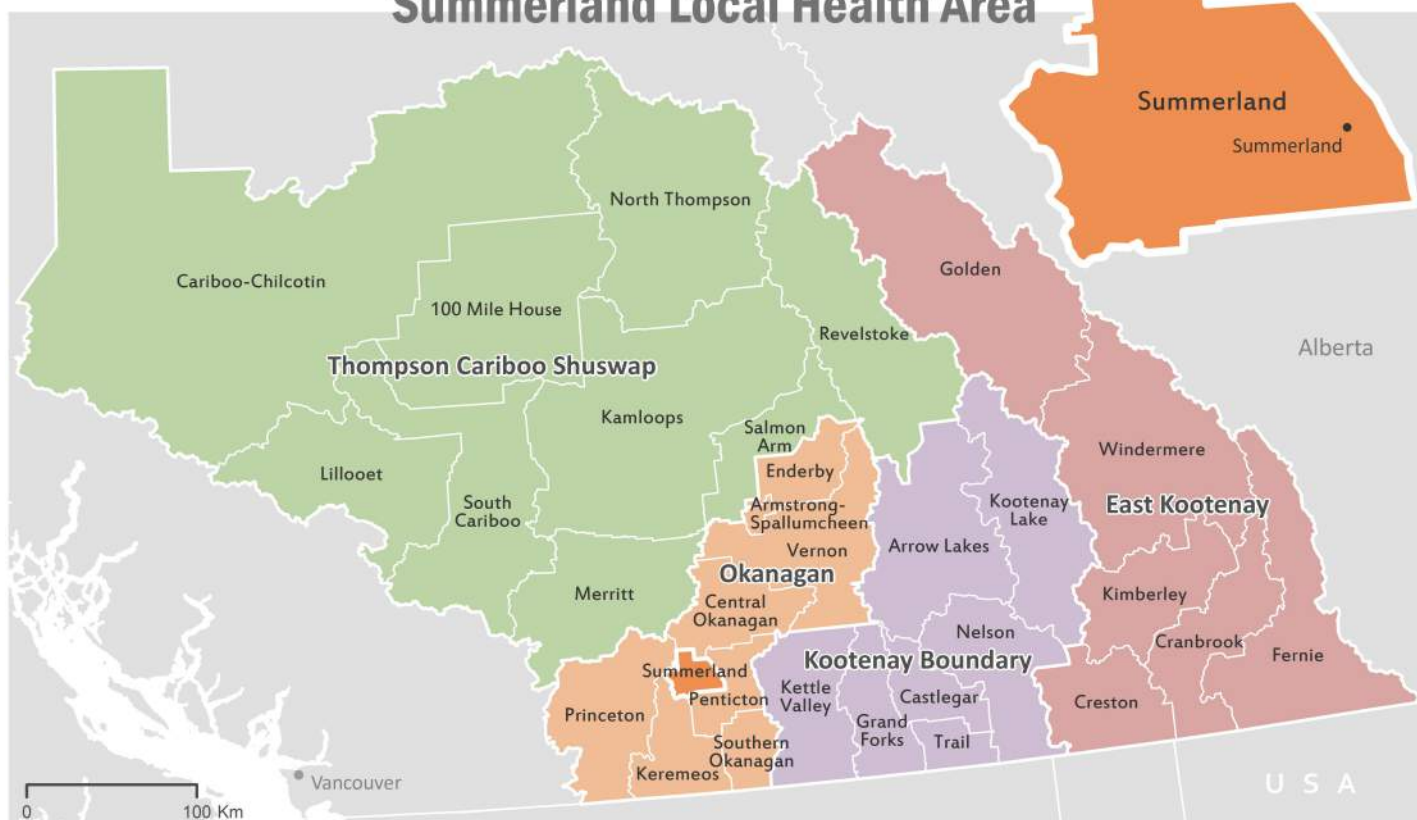 Summerland Local Health Area
Summerland
Summerland
North Thompson
Cariboo-Chilcotin
Golden
100 Mile House
Revelstoke
Alberta
Thompson Cariboo Shuswap
Kamloops
Salmon
Arm
Windermere
Lillooet
Enderby
South
Cariboo
Kootenay
Lake
East Kootenay
Armstrong-
Spallumcheen
Arrow Lakes
Vernon
Okanagan
Merritt
Central
Okanagan
Kimberley
Nelson
Cranbrook
Fernie
Summerland
Kootenay Boundary
Kettle
Valley
Penticton
Castlegar
Creston
Princeton
Grand
Forks
Trail
Southern
Okanagan
Keremeos
Vancouver
USA
0
100 Km